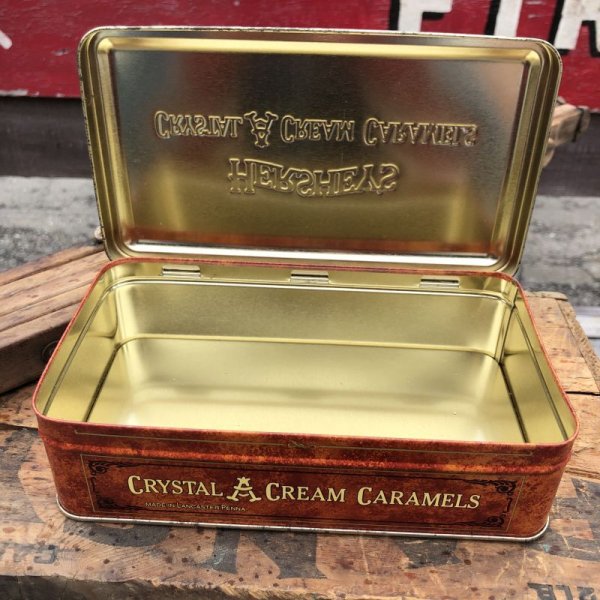 CRYSTAL A CREAM CARAMELS
HERSHEY'S
CRYSTAL A CREAM CARAMELS
MADE IN LANCASTER PENNA